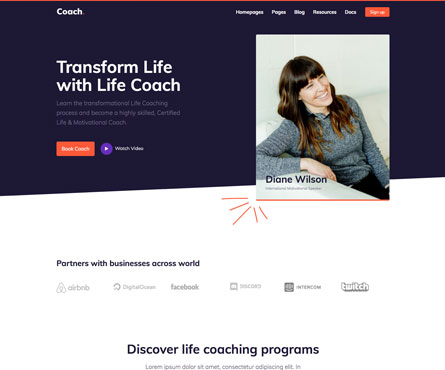 Coach.
Homepages Pages Blog Resources Docs Sign up
Transform Life
with Life Coach
Learn the transformational Life Coaching
process and become a highly skilled, Certified
Life & Motivational Coach.
Book Coach
Watch Video
Diane Wilson
International Motivational Speaker
Partners with businesses across world
airbnb DigitalOcean facebook DISCORD INTERCOM twitch
Discover life coaching programs
Lorem ipsum dolor sit amet, consectetur adipiscing elit. In